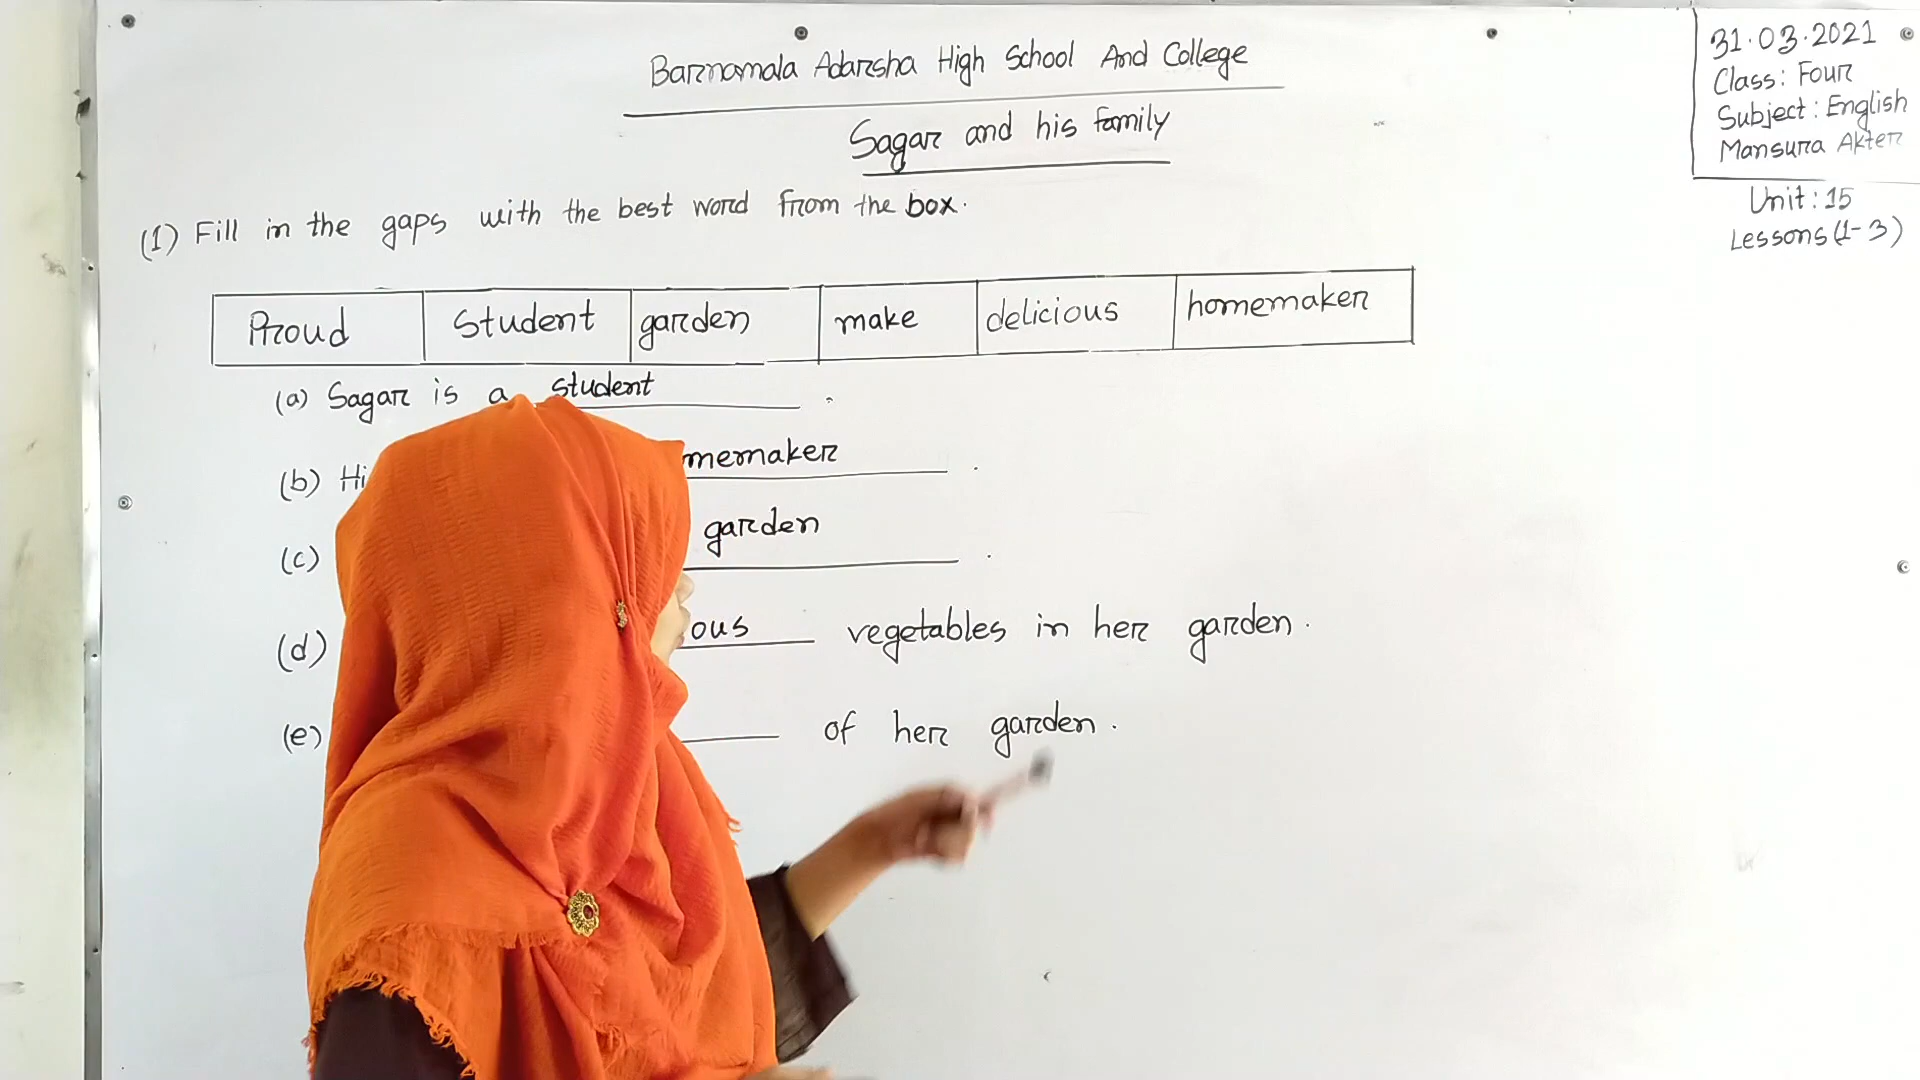 Barnamala Adarsha High School And College
Sagar and his family
31.03.2021
Class: Four
Subject: English
Mansura Akter
Unit: 15
Lessons (1-3)
(1) Fill in the gaps with the best word from the box.
Proud student garden make delicious homemaker
(a) Sagar is a student .
(b) Hi memaker .
(c) garden .
(d) ous vegetables in her garden.
(e) of her garden.